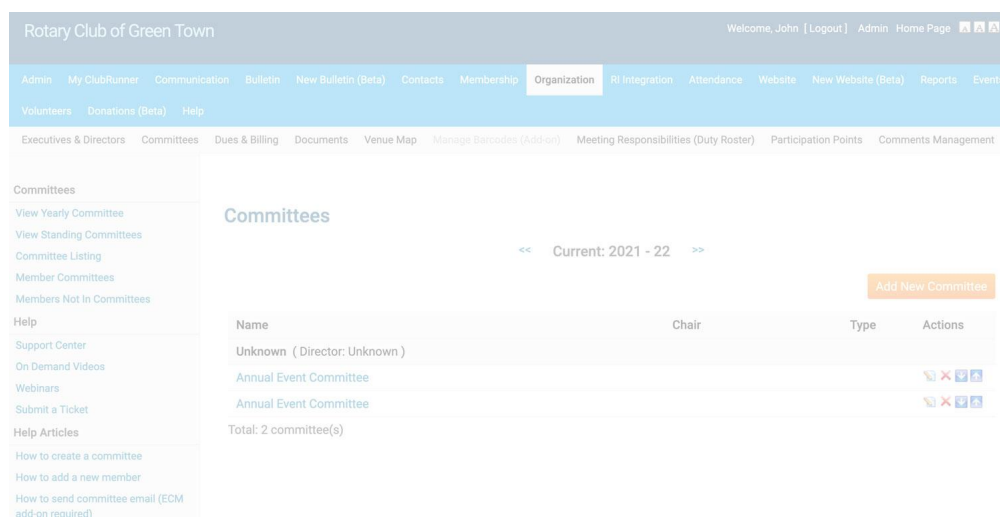 Rotary Club of Green Town
Welcome, John [ Logout ] Admin Home Page A A A
Admin My ClubRunner Communication Bulletin New Bulletin (Beta) Contacts Membership Organization RI Integration Attendance Website New Website (Beta) Reports Event
Volunteers Donations (Beta) Help
Executives & Directors Committees Dues & Billing Documents Venue Map Manage Barcodes (Add-on) Meeting Responsibilities (Duty Roster) Participation Points Comments Management
Committees
View Yearly Committee
View Standing Committees
Committee Listing
Member Committees
Members Not In Committees
Help
Support Center
On Demand Videos
Webinars
Submit a Ticket
Help Articles
How to create a committee
How to add a new member
How to send committee email (ECM
add-on required)
Committees
<< Current: 2021 - 22 >>
Add New Committee
Name Chair Type Actions
Unknown ( Director: Unknown )
Annual Event Committee
Annual Event Committee
Total: 2 committee(s)